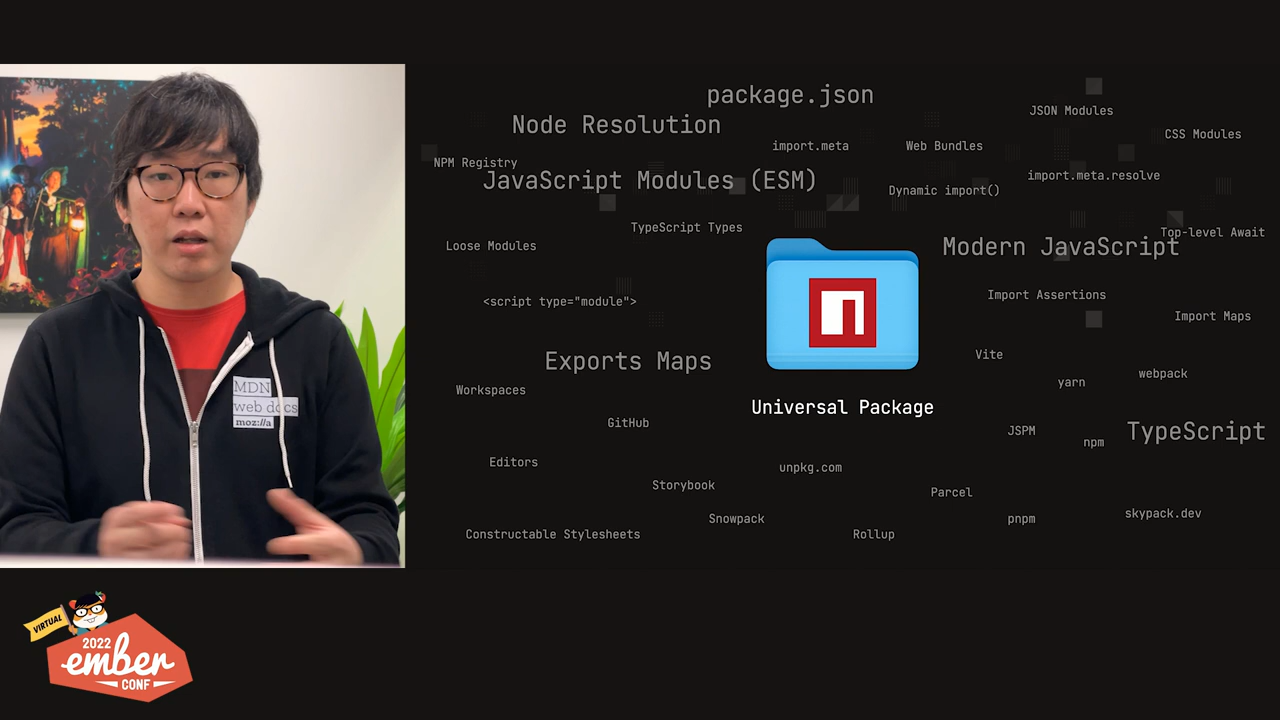 package.json
Node Resolution
JSON Modules
CSS Modules
import.meta
Web Bundles
NPM Registry
JavaScript Modules (ESM)
Dynamic import()
import.meta.resolve
TypeScript Types
Top-level Await
Loose Modules
Modern JavaScript
<script type="module">
Import Assertions
Import Maps
Exports Maps
Vite
yarn
webpack
Workspaces
Universal Package
GitHub
JSPM
npm
TypeScript
Editors
unpkg.com
Storybook
Parcel
Snowpack
pnpm
skypack.dev
Constructable Stylesheets
Rollup
MDN
web docs
moz://a
VIRTUAL
2022
ember
CONF